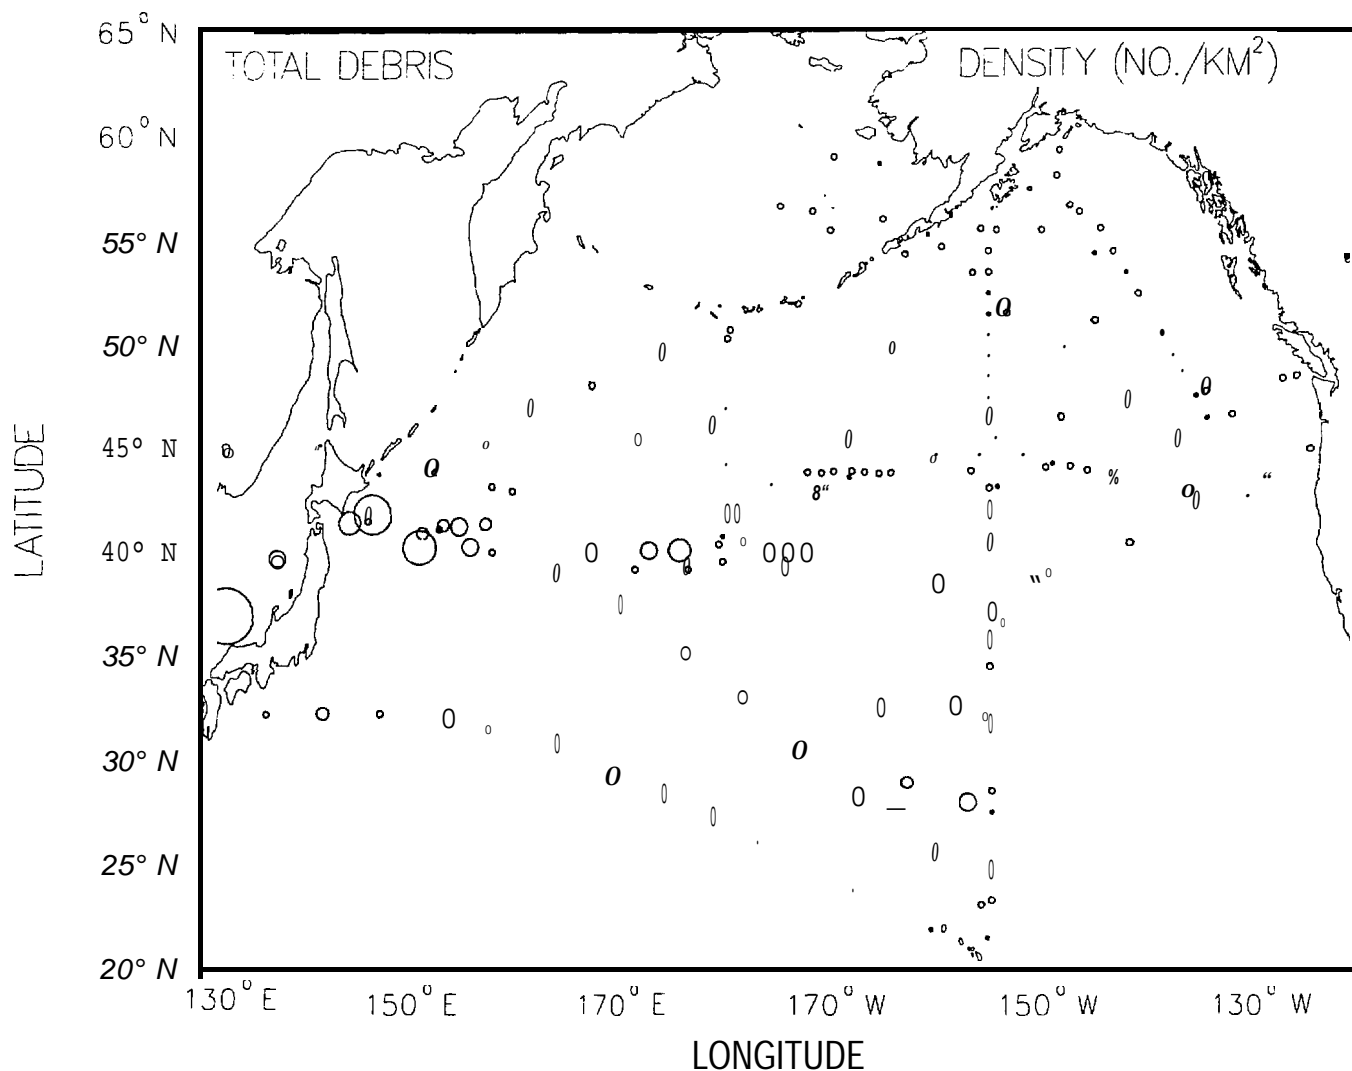 TOTAL DEBRIS DENSITY (NO./KM²)
65° N
60° N
55° N
50° N
45° N
40° N
35° N
30° N
25° N
20° N
LATITUDE
130° E 150° E 170° E 170° W 150° W 130° W
LONGITUDE